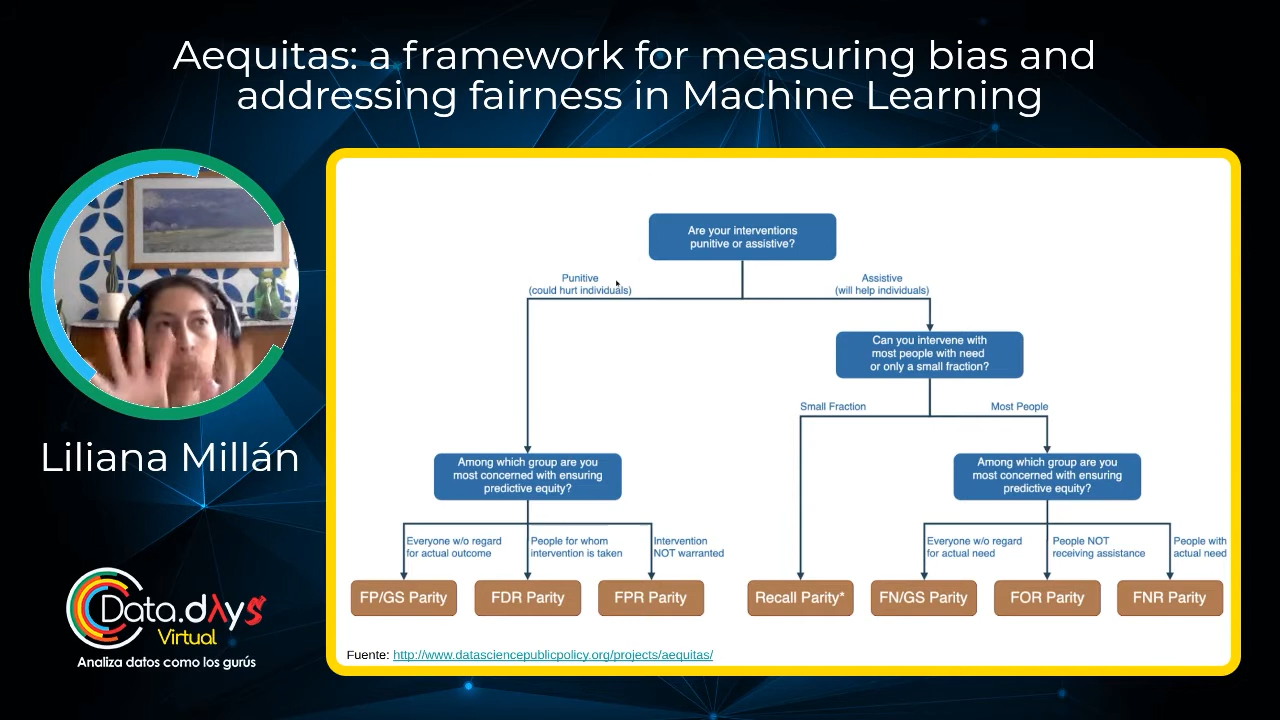 Aequitas: a framework for measuring bias and
addressing fairness in Machine Learning
Liliana Millán
Data.dAys
Virtual
Analiza datos como los gurús
Are your interventions
punitive or assistive?
Punitive
(could hurt individuals)
Assistive
(will help individuals)
Can you intervene with
most people with need
or only a small fraction?
Small Fraction
Most People
Among which group are you
most concerned with ensuring
predictive equity?
Among which group are you
most concerned with ensuring
predictive equity?
Everyone w/o regard
for actual outcome
People for whom
intervention is taken
Intervention
NOT warranted
Everyone w/o regard
for actual need
People NOT
receiving assistance
People with
actual need
FP/GS Parity
FDR Parity
FPR Parity
Recall Parity*
FN/GS Parity
FOR Parity
FNR Parity
Fuente: http://www.datasciencepublicpolicy.org/projects/aequitas/